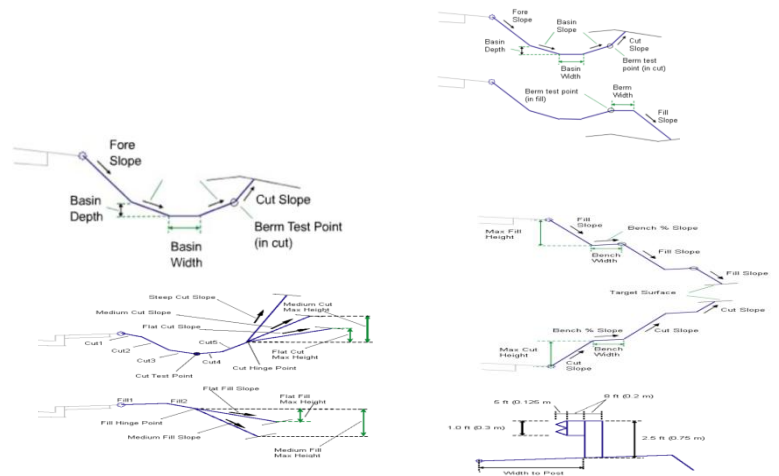 Fore
Slope
Basin
Depth
Basin
Width
Cut Slope
Berm Test Point
(in cut)
Steep Cut Slope
Medium Cut Slope
Flat Cut Slope
Medium Cut
Max Height
Flat Cut
Max Height
Cut1
Cut2
Cut3
Cut4
Cut5
Cut Test Point
Cut Hinge Point
Fill1
Fill2
Flat Fill Slope
Flat Fill
Max Height
Fill Hinge Point
Medium Fill Slope
Medium Fill
Max Height
Fore
Slope
Basin
Slope
Basin
Depth
Cut
Slope
Basin
Width
Berm test
point (in cut)
Berm test point
(in fill)
Berm
Width
Fill
Slope
Max Fill
Height
Fill
Slope
Bench % Slope
Bench
Width
Fill Slope
Fill
Slope
Target Surface
Cut Slope
Bench % Slope
Cut Slope
Max Cut
Height
Bench
Width
Cut
Slope
5 ft (0.125 m
8 ft (0.2 m)
1.0 ft (0.3 m)
2.5 ft (0.75 m)
Width to Post